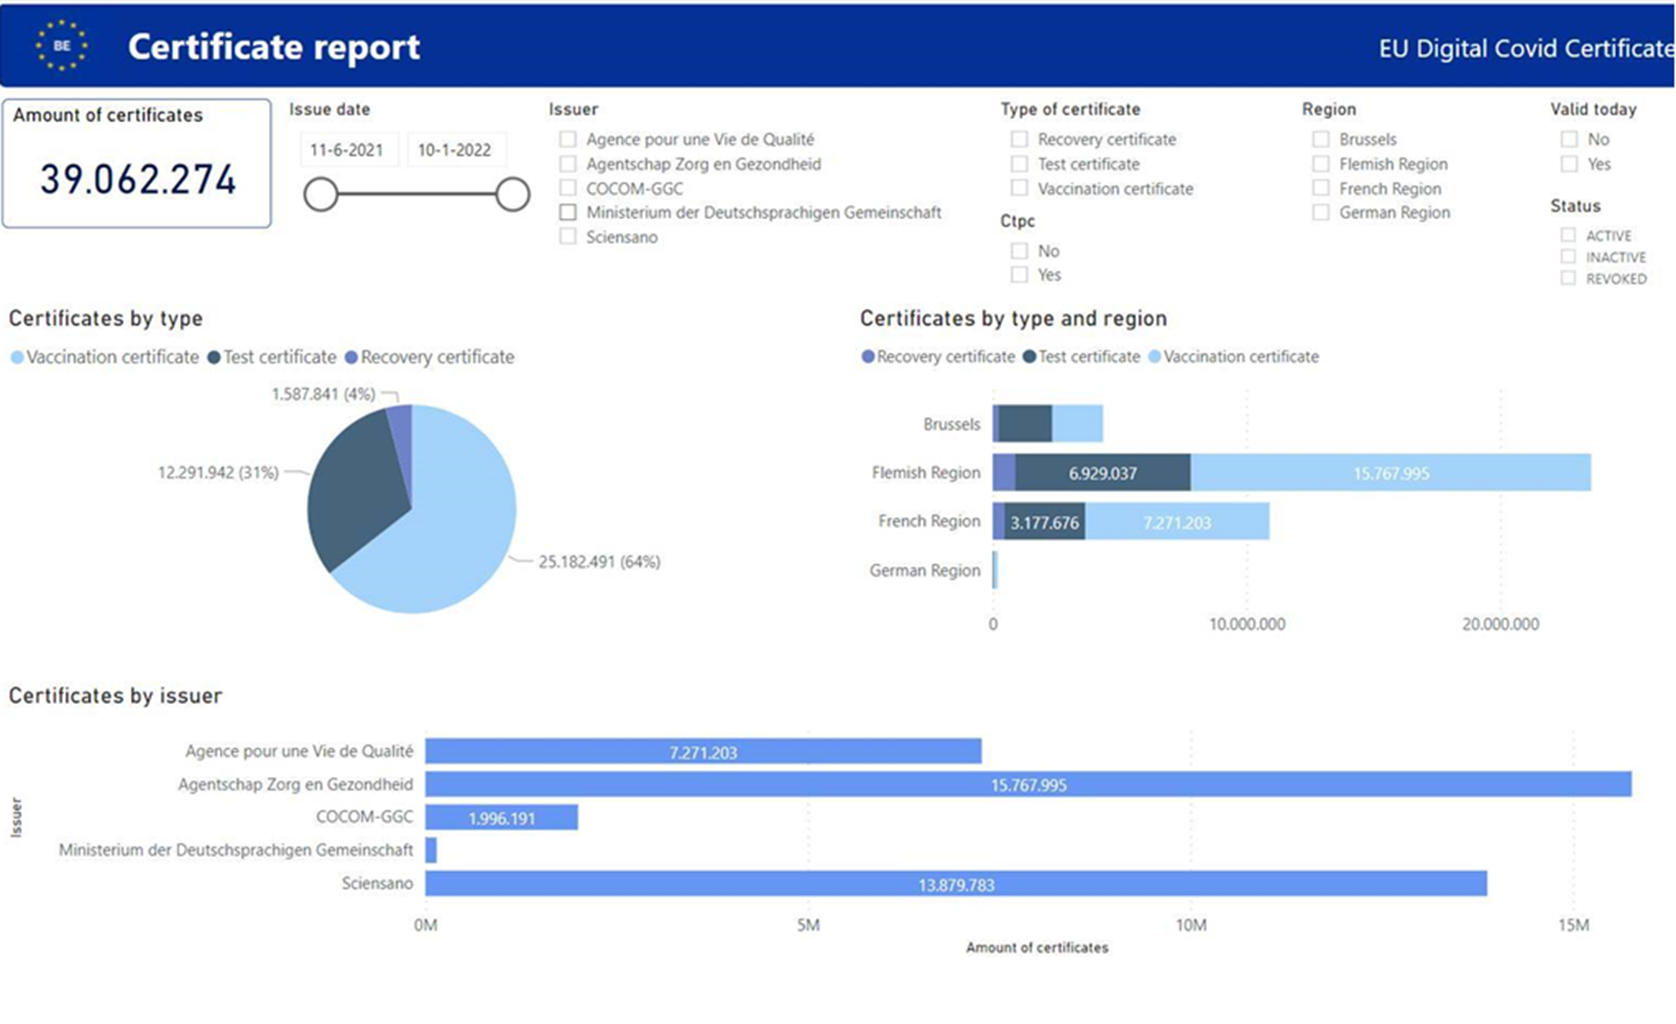 BE
Certificate report
EU Digital Covid Certificate
Amount of certificates
39.062.274
Issue date
11-6-2021 10-1-2022
Issuer
Agence pour une Vie de Qualité
Agentschap Zorg en Gezondheid
COCOM-GGC
Ministerium der Deutschsprachigen Gemeinschaft
Sciensano
Type of certificate
Recovery certificate
Test certificate
Vaccination certificate
Ctpc
No
Yes
Region
Brussels
Flemish Region
French Region
German Region
Valid today
No
Yes
Status
ACTIVE
INACTIVE
REVOKED
Certificates by type
Vaccination certificate Test certificate Recovery certificate
1.587.841 (4%)
12.291.942 (31%)
25.182.491 (64%)
Certificates by type and region
Recovery certificate Test certificate Vaccination certificate
Brussels
Flemish Region 6.929.037 15.767.995
French Region 3.177.676 7.271.203
German Region
0 10.000.000 20.000.000
Certificates by issuer
Issuer
Agence pour une Vie de Qualité 7.271.203
Agentschap Zorg en Gezondheid 15.767.995
COCOM-GGC 1.996.191
Ministerium der Deutschsprachigen Gemeinschaft
Sciensano 13.879.783
0M 5M 10M 15M
Amount of certificates